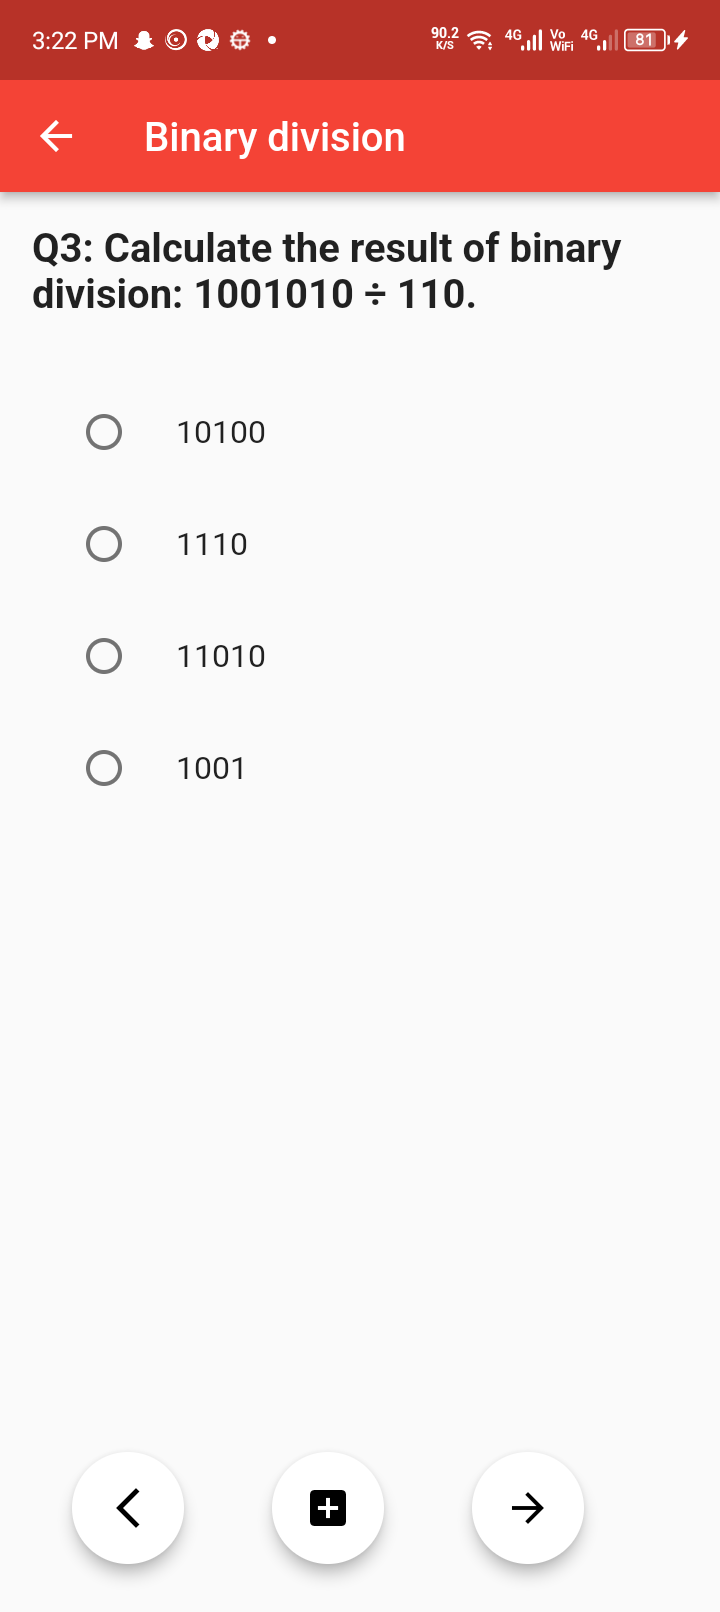 3:22 PM
90.2 K/S 4G Vo WiFi 4G 81
Binary division
Q3: Calculate the result of binary
division: 1001010 ÷ 110.
10100
1110
11010
1001